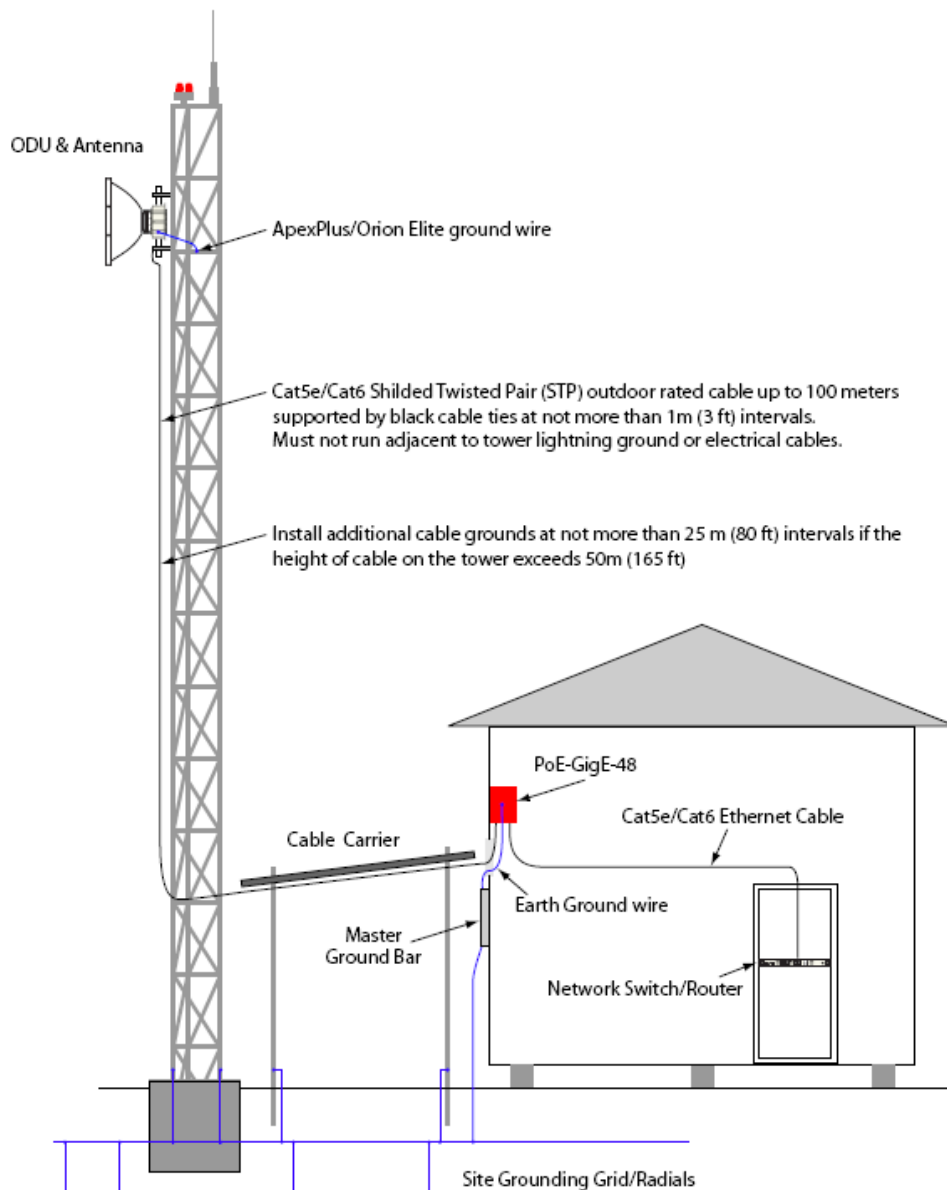 ODU & Antenna
ApexPlus/Orion Elite ground wire
Cat5e/Cat6 Shilded Twisted Pair (STP) outdoor rated cable up to 100 meters
supported by black cable ties at not more than 1m (3 ft) intervals.
Must not run adjacent to tower lightning ground or electrical cables.
Install additional cable grounds at not more than 25 m (80 ft) intervals if the
height of cable on the tower exceeds 50m (165 ft)
PoE-GigE-48
Cat5e/Cat6 Ethernet Cable
Cable Carrier
Earth Ground wire
Master
Ground Bar
Network Switch/Router
Site Grounding Grid/Radials